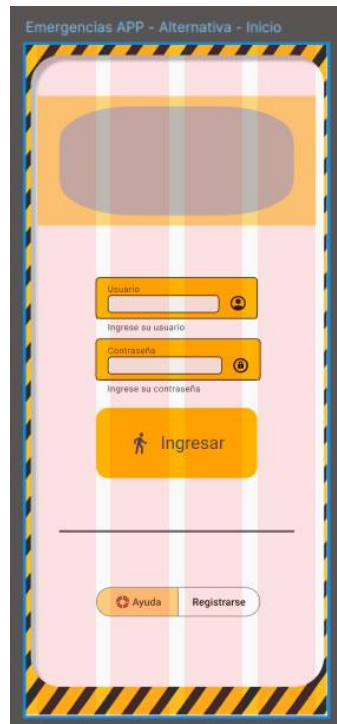 Emergencias APP - Alternativa - Inicio
Usuario
Ingrese su usuario
Contraseña
Ingrese su contraseña
Ingresar
Ayuda Registrarse